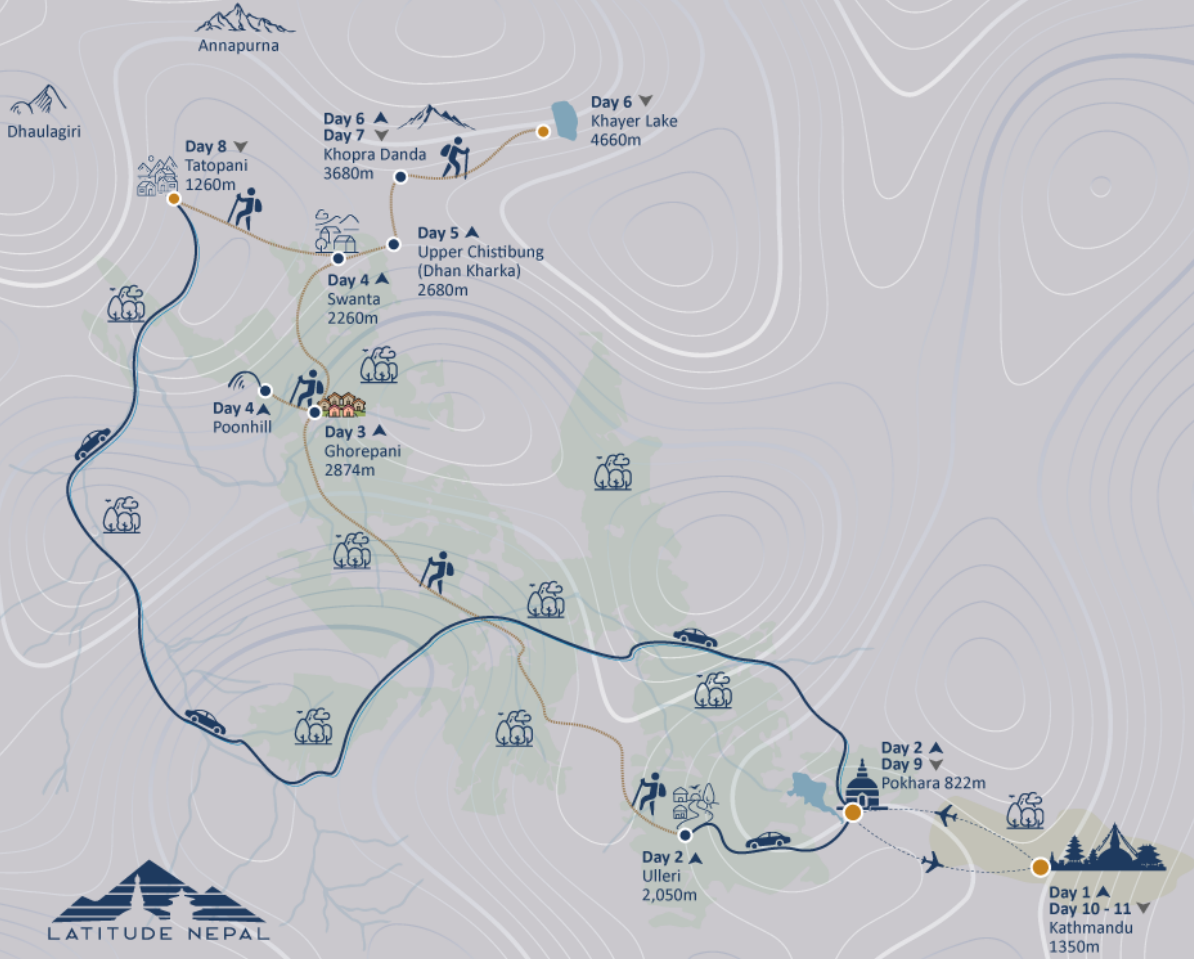 Annapurna
Dhaulagiri
Day 8
Tatopani
1260m
Day 6
Day 7
Khopra Danda
3680m
Day 6
Khayer Lake
4660m
Day 5
Upper Chistibung
(Dhan Kharka)
2680m
Day 4
Swanta
2260m
Day 4
Poonhill
Day 3
Ghorepani
2874m
Day 2
Day 9
Pokhara 822m
Day 2
Ulleri
2,050m
Day 1
Day 10 - 11
Kathmandu
1350m
LATITUDE NEPAL